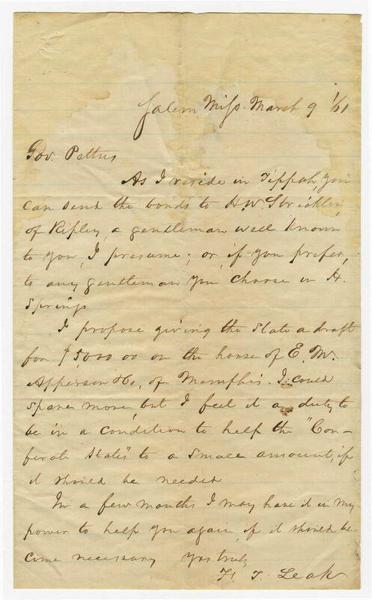 Salem Miss. March 9 /61
Gov. Pettus
As I reside in Tippah, you
can send the bonds to H. W. Stricklin,
of Ripley, a gentleman well known
to you, I presume; or, if you prefer,
to any gentleman you choose in H.
Springs
I propose giving the State a draft
for $5000 00 on the house of E. M.
Apperson & Co, of Memphis. I could
spare more, but I feel it a duty to
be in a condition to help the "Con-
federate States" to a small amount, if
it should be needed
In a few months I may have it in my
power to help you again, if it should be-
come necessary Yrs truly
F. T. Leak